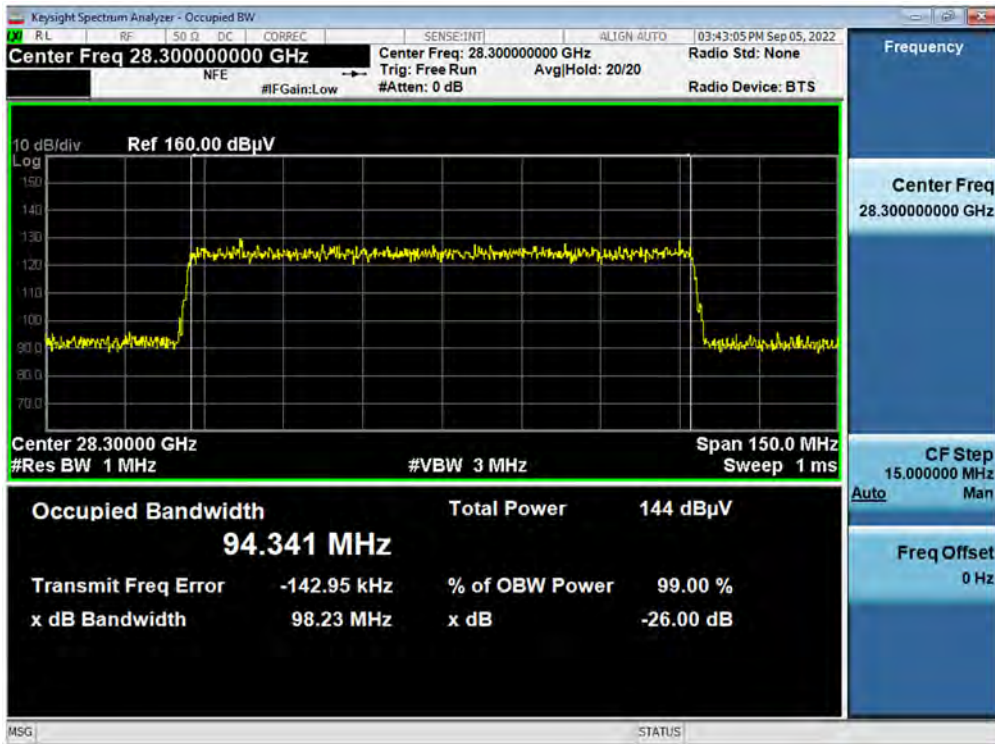 Keysight Spectrum Analyzer - Occupied BW
LXI RL RF 50 Ω DC CORREC SENSE:INT ALIGN AUTO 03:43:05 PM Sep 05, 2022
Center Freq 28.300000000 GHz
NFE
#IFGain:Low
Center Freq: 28.300000000 GHz
Trig: Free Run Avg|Hold: 20/20
#Atten: 0 dB
Radio Std: None
Radio Device: BTS
10 dB/div Ref 160.00 dBµV
Log
150
140
130
120
110
100
90.0
80.0
70.0
Center 28.30000 GHz Span 150.0 MHz
#Res BW 1 MHz #VBW 3 MHz Sweep 1 ms
Occupied Bandwidth Total Power 144 dBµV
94.341 MHz
Transmit Freq Error -142.95 kHz % of OBW Power 99.00 %
x dB Bandwidth 98.23 MHz x dB -26.00 dB
Frequency
Center Freq
28.300000000 GHz
CF Step
15.000000 MHz
Auto Man
Freq Offset
0 Hz
MSG STATUS